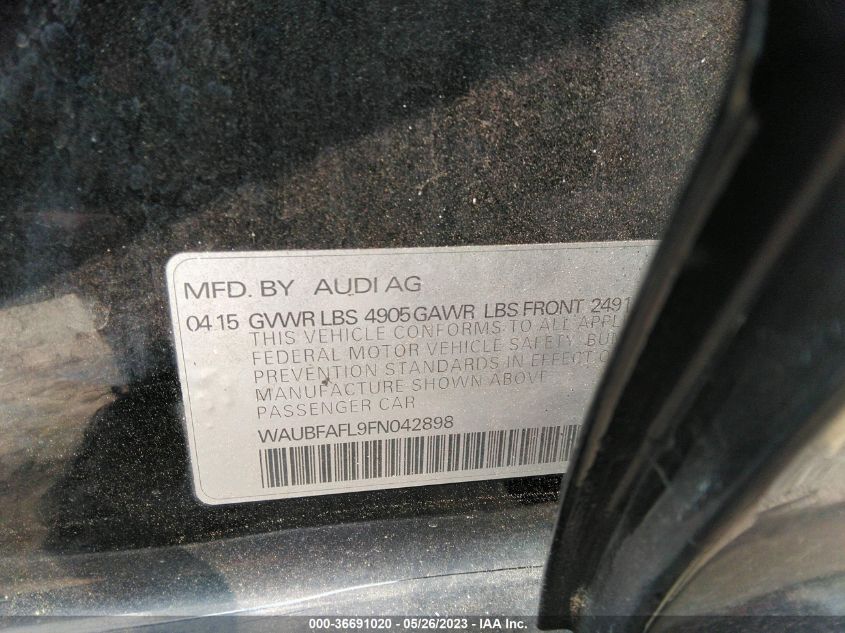 MFD. BY AUDI AG
04 15 GVWR LBS 4905 GAWR LBS FRONT 2491
THIS VEHICLE CONFORMS TO ALL APPL
FEDERAL MOTOR VEHICLE SAFETY, BU
PREVENTION STANDARDS IN EFFECT O
MANUFACTURE SHOWN ABOVE
PASSENGER CAR
WAUBFAFL9FN042898
000-36691020 - 05/26/2023 - IAA Inc.